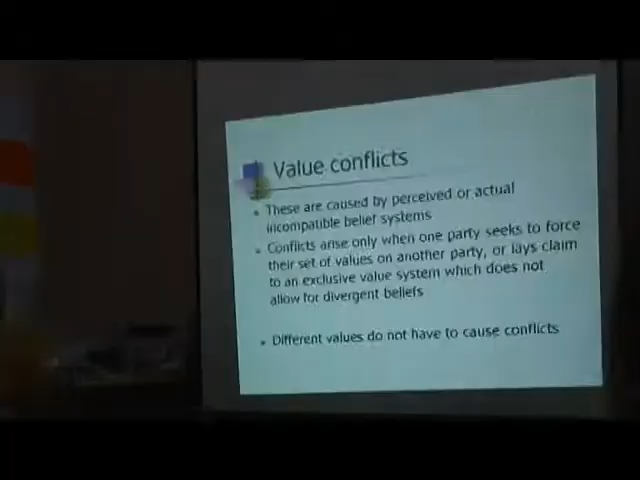 Value conflicts
These are caused by perceived or actual
incompatible belief systems
Conflicts arise only when one party seeks to force
their set of values on another party, or lays claim
to an exclusive value system which does not
allow for divergent beliefs
Different values do not have to cause conflicts